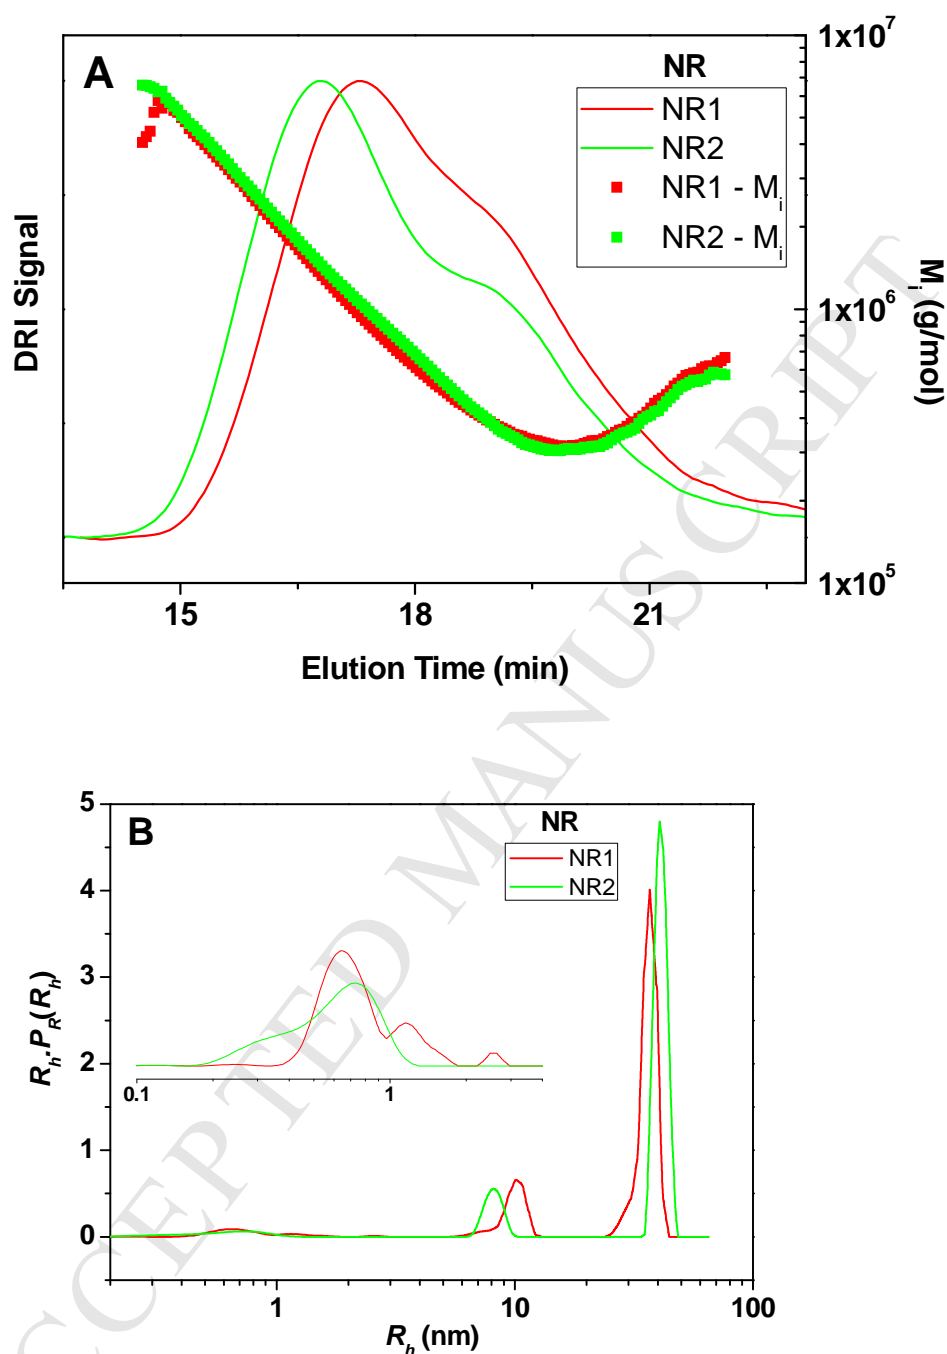 A
NR
NR1
NR2
NR1 - Mi
NR2 - Mi
1x10^7
1x10^6
1x10^5
DRI Signal
Mi (g/mol)
15 18 21
Elution Time (min)
B
NR
NR1
NR2
5
4
3
2
1
0
Rh.PR(Rh)
0.1 1
1 10 100
Rh (nm)
CCEPTED MANUSCRIPT